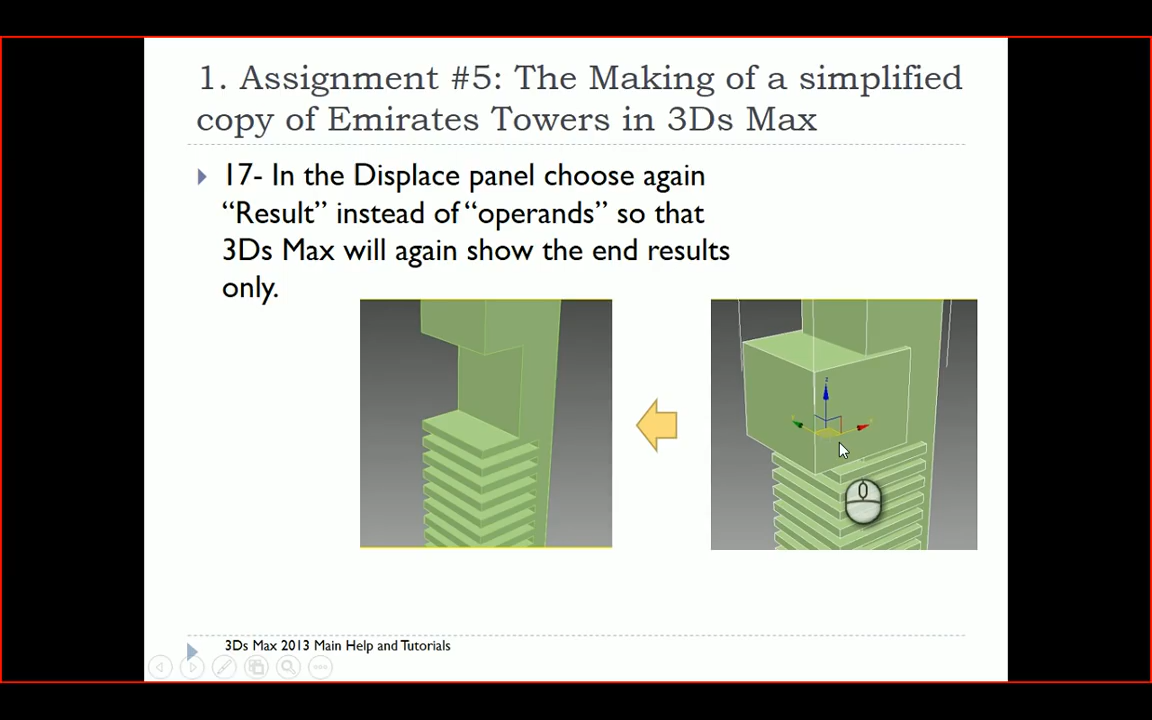 1. Assignment #5: The Making of a simplified
copy of Emirates Towers in 3Ds Max
17- In the Displace panel choose again
“Result” instead of “operands” so that
3Ds Max will again show the end results
only.
3Ds Max 2013 Main Help and Tutorials